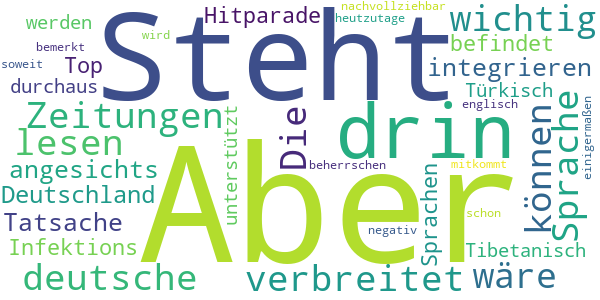 werden
bemerkt
wird
soweit
Top
durchaus
Steht
Hitparade
nachvollziehbar
heutzutage
wichtig
befindet
integrieren
Türkisch
englisch
Zeitungen
lesen
angesichts
Deutschland
Tatsache
Infektions
deutsche
unterstützt
Die
drin
Aber
beherrschen
negativ
verbreitet
Sprachen
mitkommt
schon
Tibetanisch
wäre
können
Sprache
einigermaßen